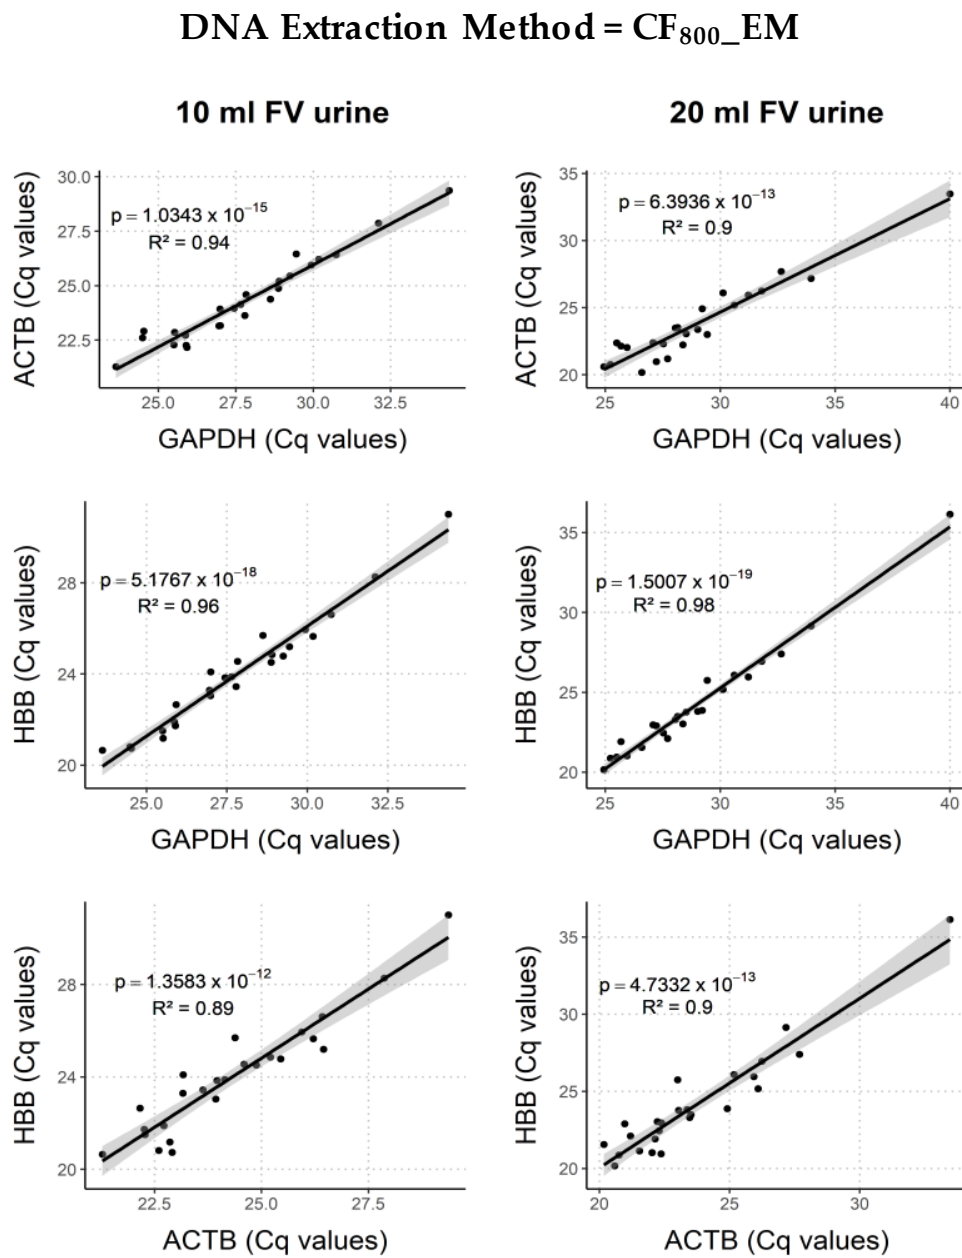 DNA Extraction Method = CF₈₀₀_EM
10 ml FV urine
20 ml FV urine
ACTB (Cq values)
30.0
27.5
25.0
22.5
p = 1.0343 x 10⁻¹⁵
R² = 0.94
25.0 27.5 30.0 32.5
GAPDH (Cq values)
ACTB (Cq values)
35
30
25
20
p = 6.3936 x 10⁻¹³
R² = 0.9
25 30 35 40
GAPDH (Cq values)
HBB (Cq values)
28
24
20
p = 5.1767 x 10⁻¹⁸
R² = 0.96
25.0 27.5 30.0 32.5
GAPDH (Cq values)
HBB (Cq values)
35
30
25
20
p = 1.5007 x 10⁻¹⁹
R² = 0.98
25 30 35 40
GAPDH (Cq values)
HBB (Cq values)
28
24
20
p = 1.3583 x 10⁻¹²
R² = 0.89
22.5 25.0 27.5
ACTB (Cq values)
HBB (Cq values)
35
30
25
20
p = 4.7332 x 10⁻¹³
R² = 0.9
20 25 30
ACTB (Cq values)